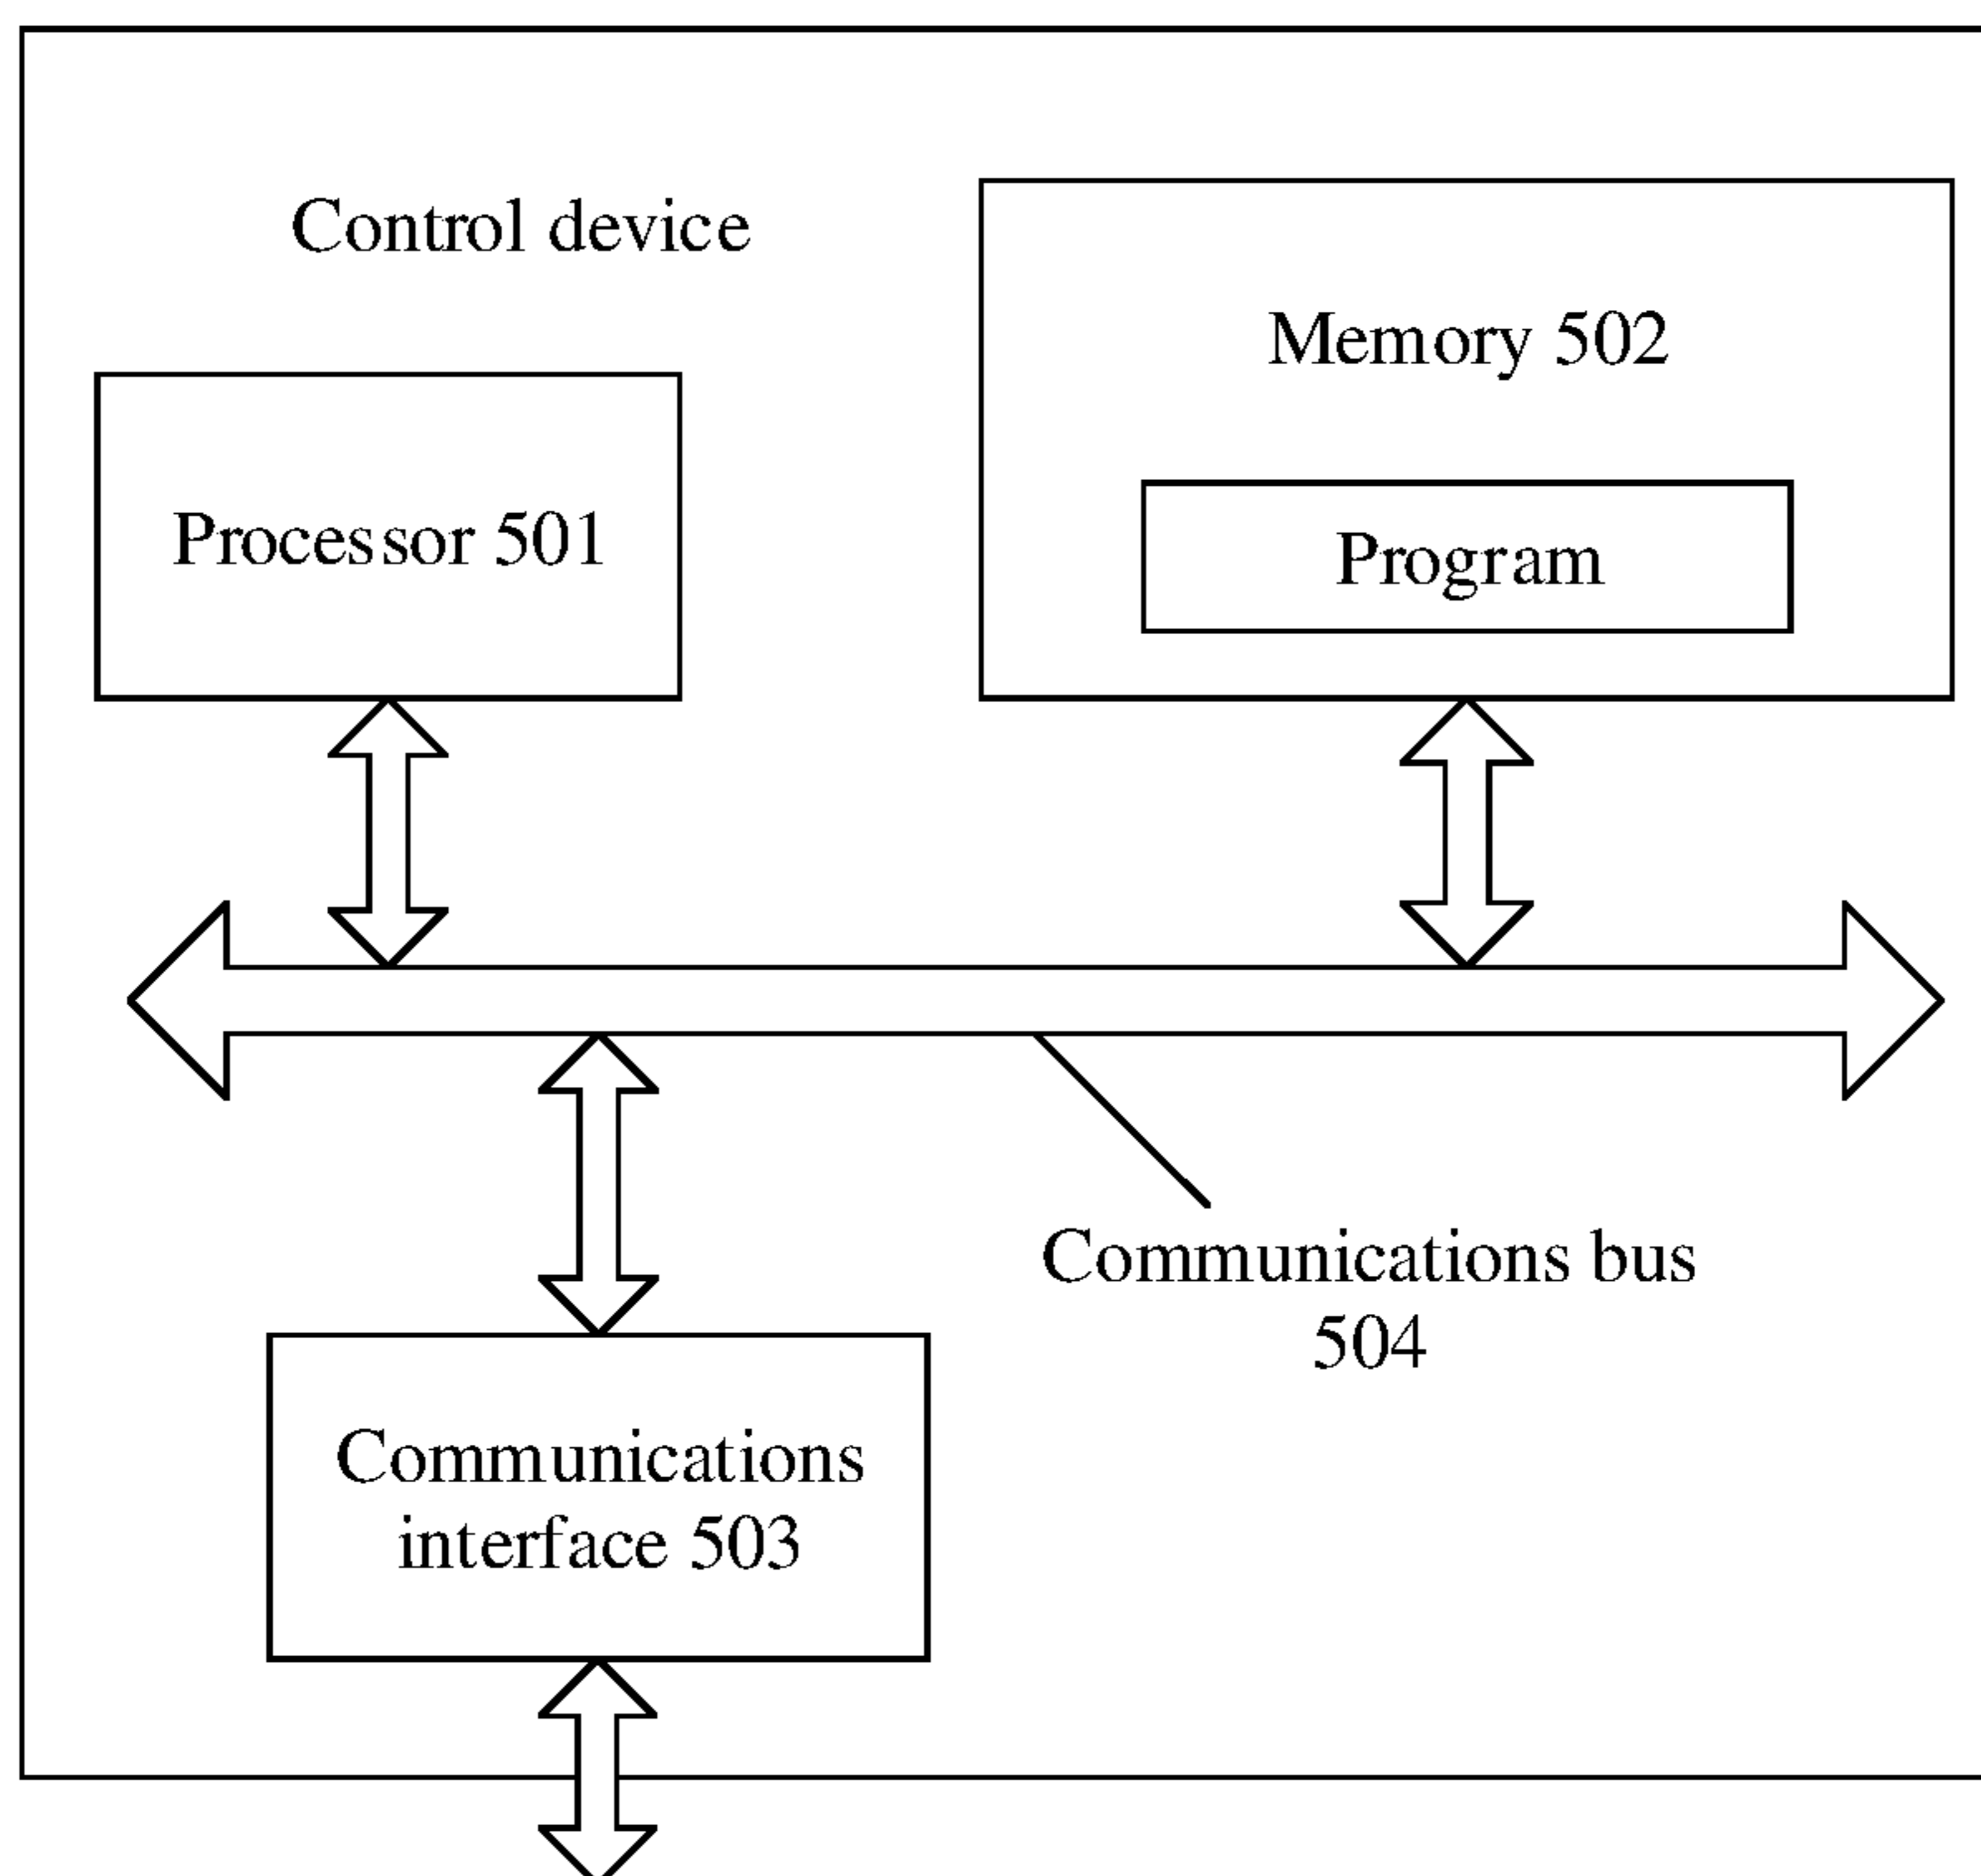 Control device
Memory 502
Processor 501
Program
Communications bus
504
Communications
interface 503